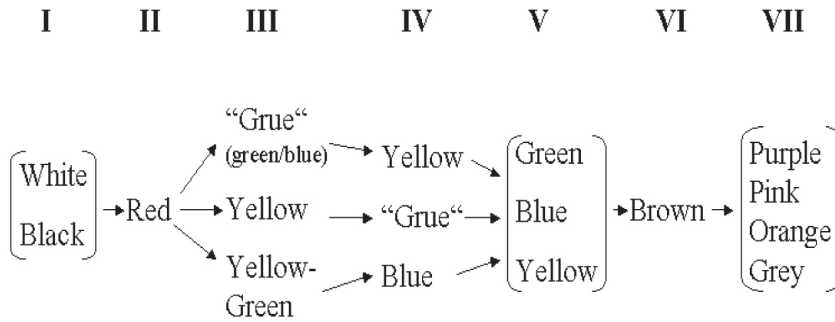 I II III IV V VI VII
“Grue“
(green/blue) Yellow Green
White Purple
Pink
Red Yellow “Grue“ Blue Brown
Black Orange
Yellow- Blue Yellow Grey
Green